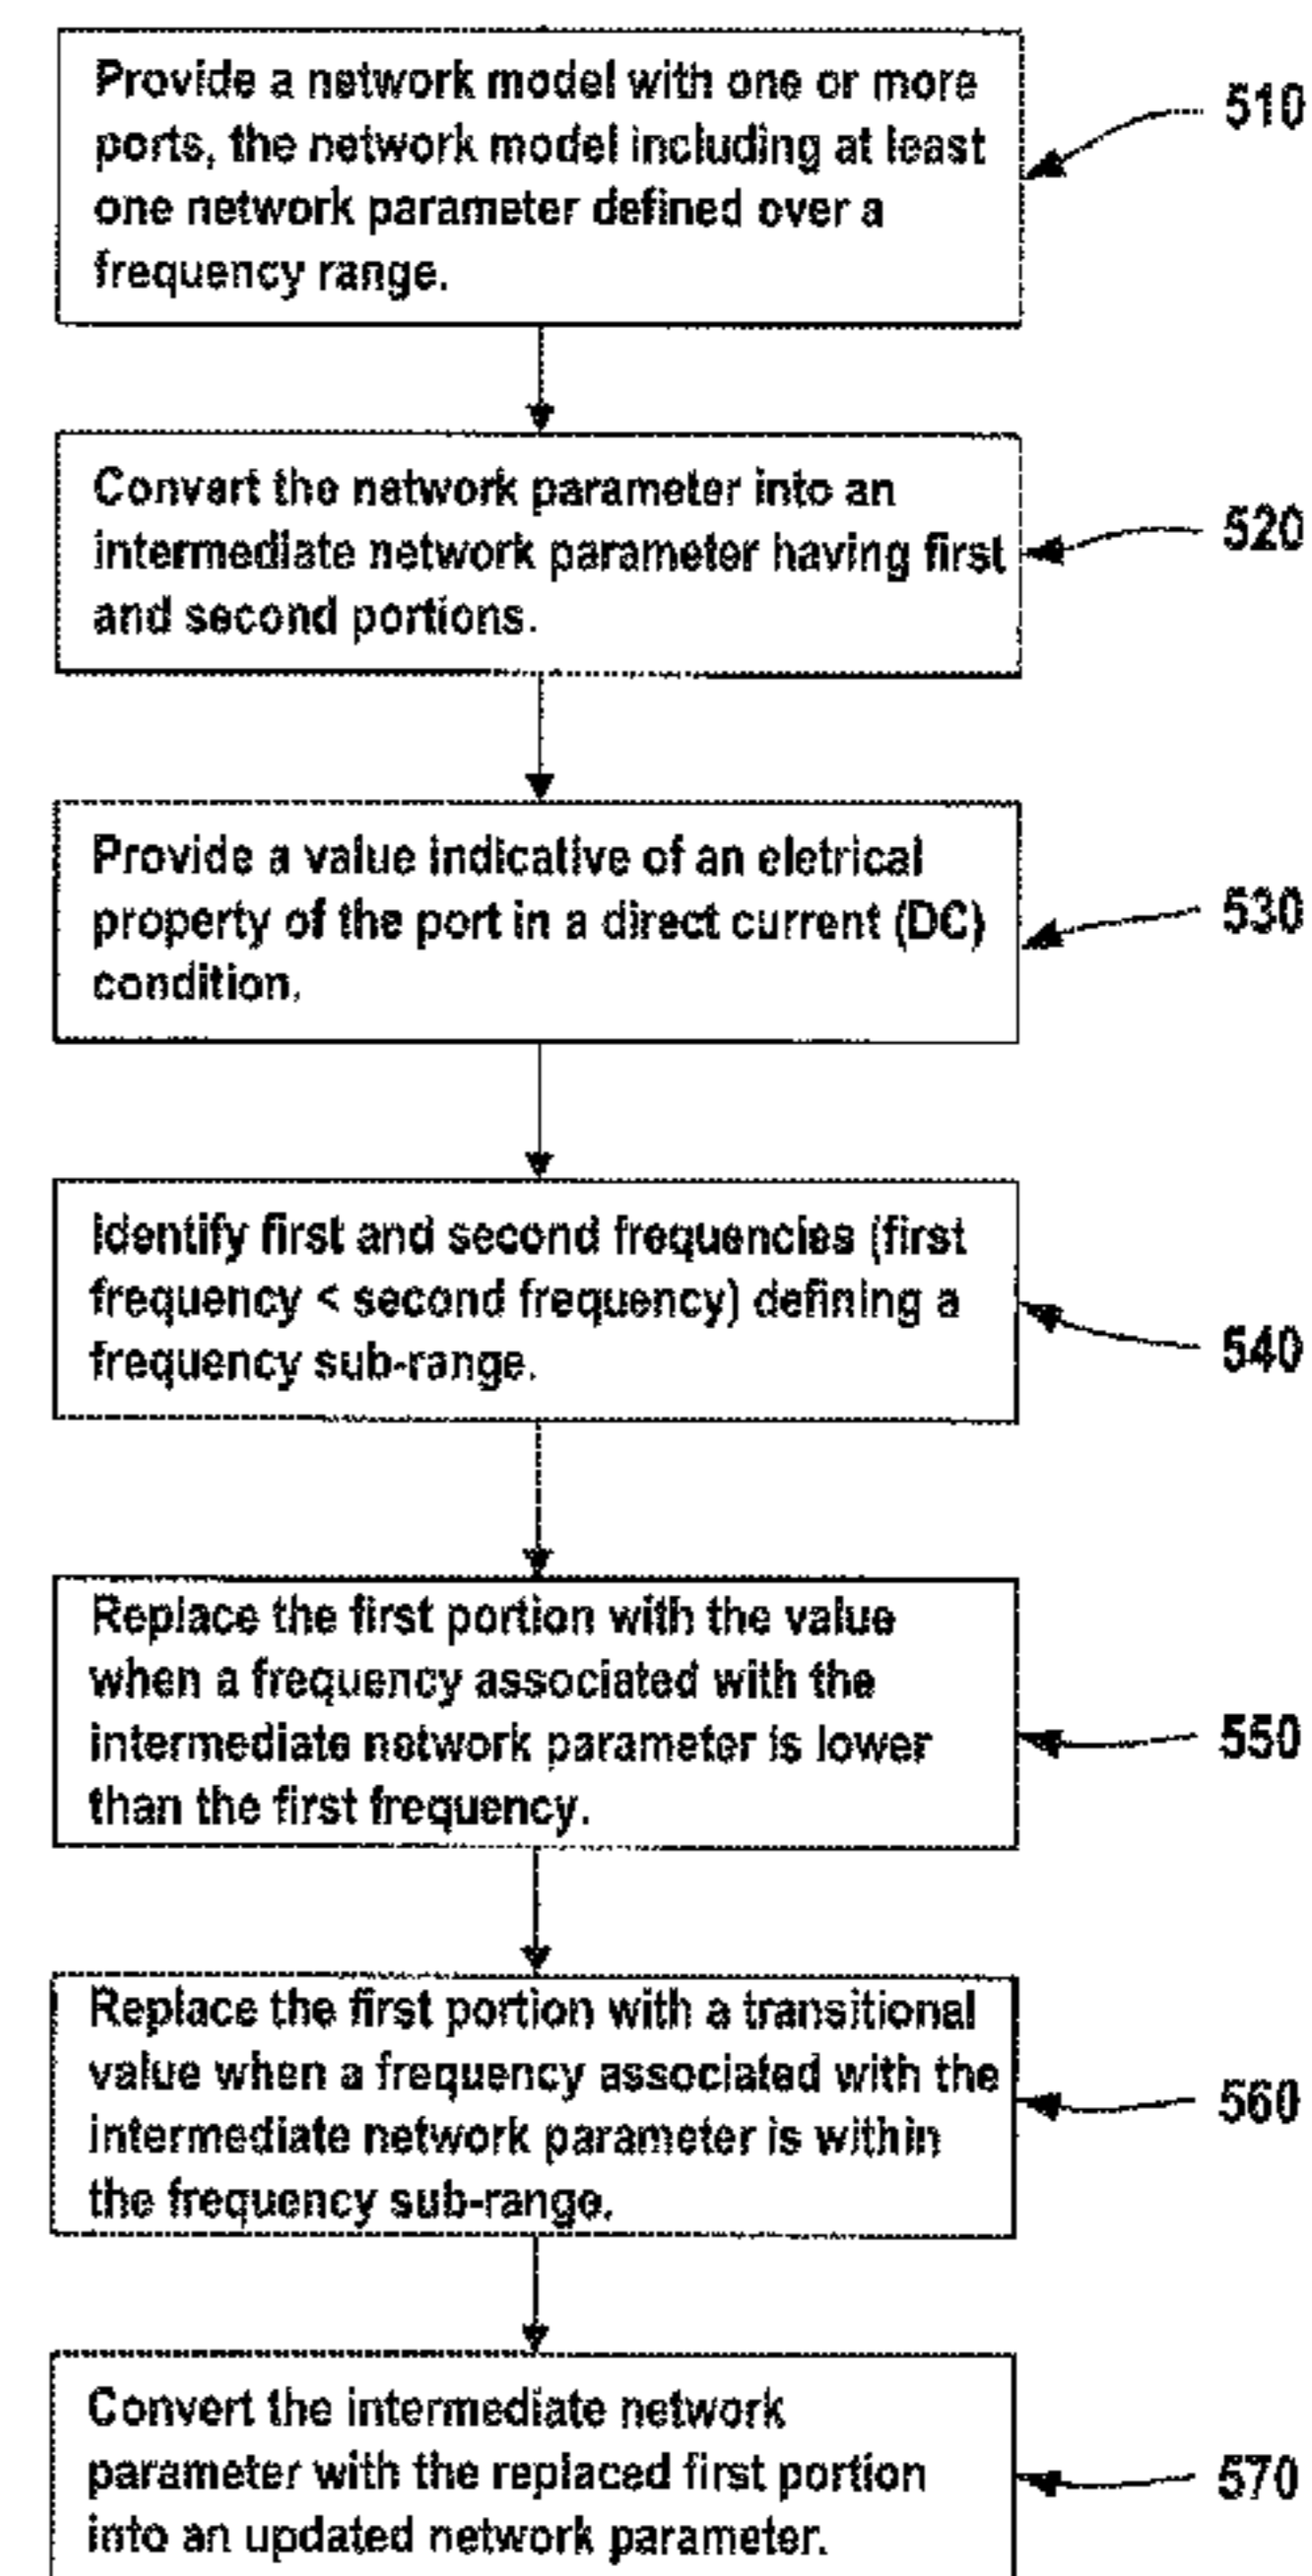 Provide a network model with one or more
ports, the network model including at least
one network parameter defined over a
frequency range.
510
Convert the network parameter into an
intermediate network parameter having first
and second portions.
520
Provide a value indicative of an eletrical
property of the port in a direct current (DC)
condition.
530
Identify first and second frequencies (first
frequency < second frequency) defining a
frequency sub-range.
540
Replace the first portion with the value
when a frequency associated with the
intermediate network parameter is lower
than the first frequency.
550
Replace the first portion with a transitional
value when a frequency associated with the
intermediate network parameter is within
the frequency sub-range.
560
Convert the intermediate network
parameter with the replaced first portion
into an updated network parameter.
570